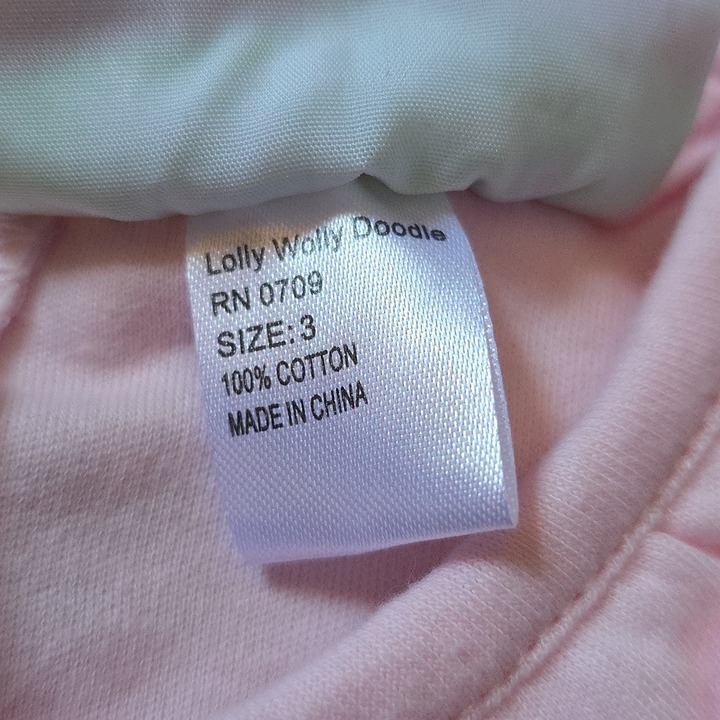 Lolly Wolly Doodle
RN 0709
SIZE: 3
100% COTTON
MADE IN CHINA